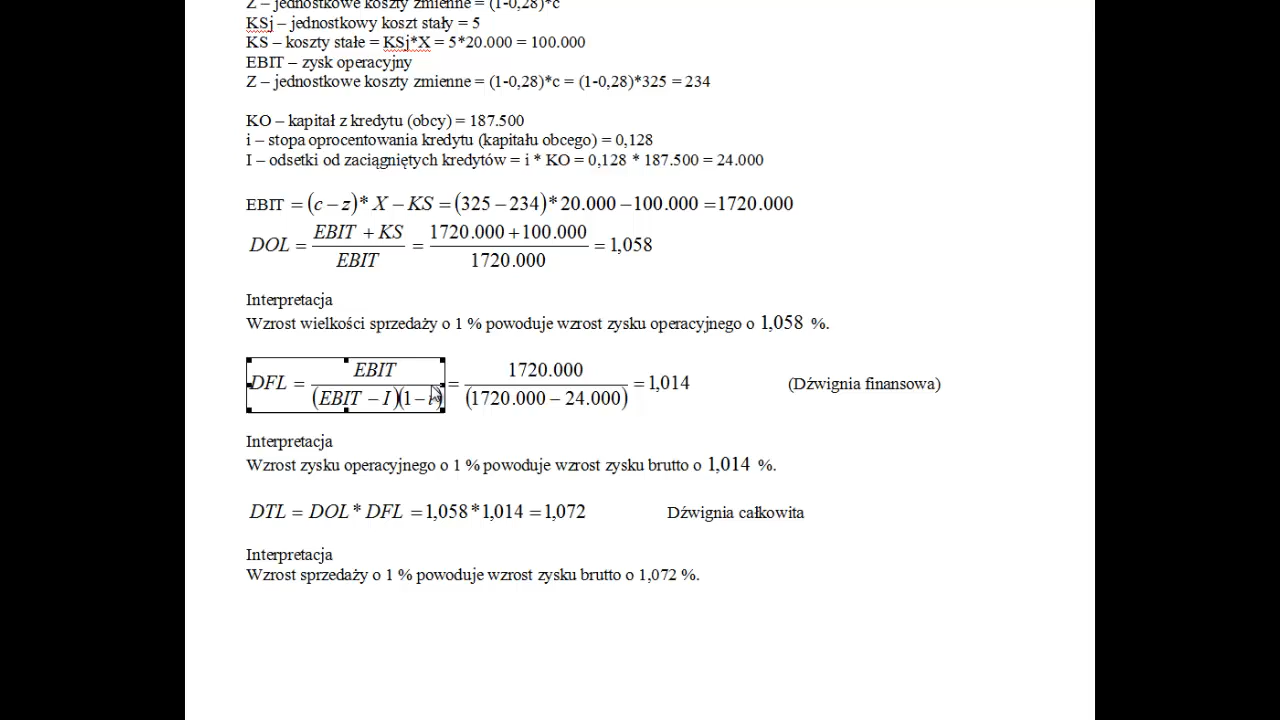 Z – jednostkowe koszty zmienne = (1-0,28)*c
KSj – jednostkowy koszt stały = 5
KS – koszty stałe = KSj*X = 5*20.000 = 100.000
EBIT – zysk operacyjny
Z – jednostkowe koszty zmienne = (1-0,28)*c = (1-0,28)*325 = 234
KO – kapitał z kredytu (obcy) = 187.500
i – stopa oprocentowania kredytu (kapitału obcego) = 0,128
I – odsetki od zaciągniętych kredytów = i * KO = 0,128 * 187.500 = 24.000
EBIT = (c – z)* X – KS = (325 – 234)* 20.000 – 100.000 = 1720.000
DOL = EBIT + KS / EBIT = 1720.000 + 100.000 / 1720.000 = 1,058
Interpretacja
Wzrost wielkości sprzedaży o 1 % powoduje wzrost zysku operacyjnego o 1,058 %.
DFL = EBIT / (EBIT – I)(1 – i) = 1720.000 / (1720.000 – 24.000) = 1,014 (Dźwignia finansowa)
Interpretacja
Wzrost zysku operacyjnego o 1 % powoduje wzrost zysku brutto o 1,014 %.
DTL = DOL * DFL = 1,058 * 1,014 = 1,072 Dźwignia całkowita
Interpretacja
Wzrost sprzedaży o 1 % powoduje wzrost zysku brutto o 1,072 %.